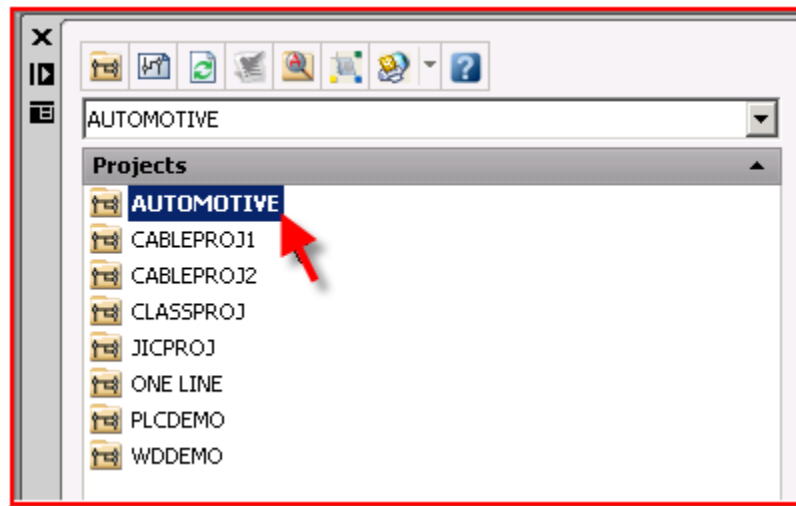 AUTOMOTIVE
Projects
AUTOMOTIVE
CABLEPROJ1
CABLEPROJ2
CLASSPROJ
JICPROJ
ONE LINE
PLCDEMO
WDDEMO